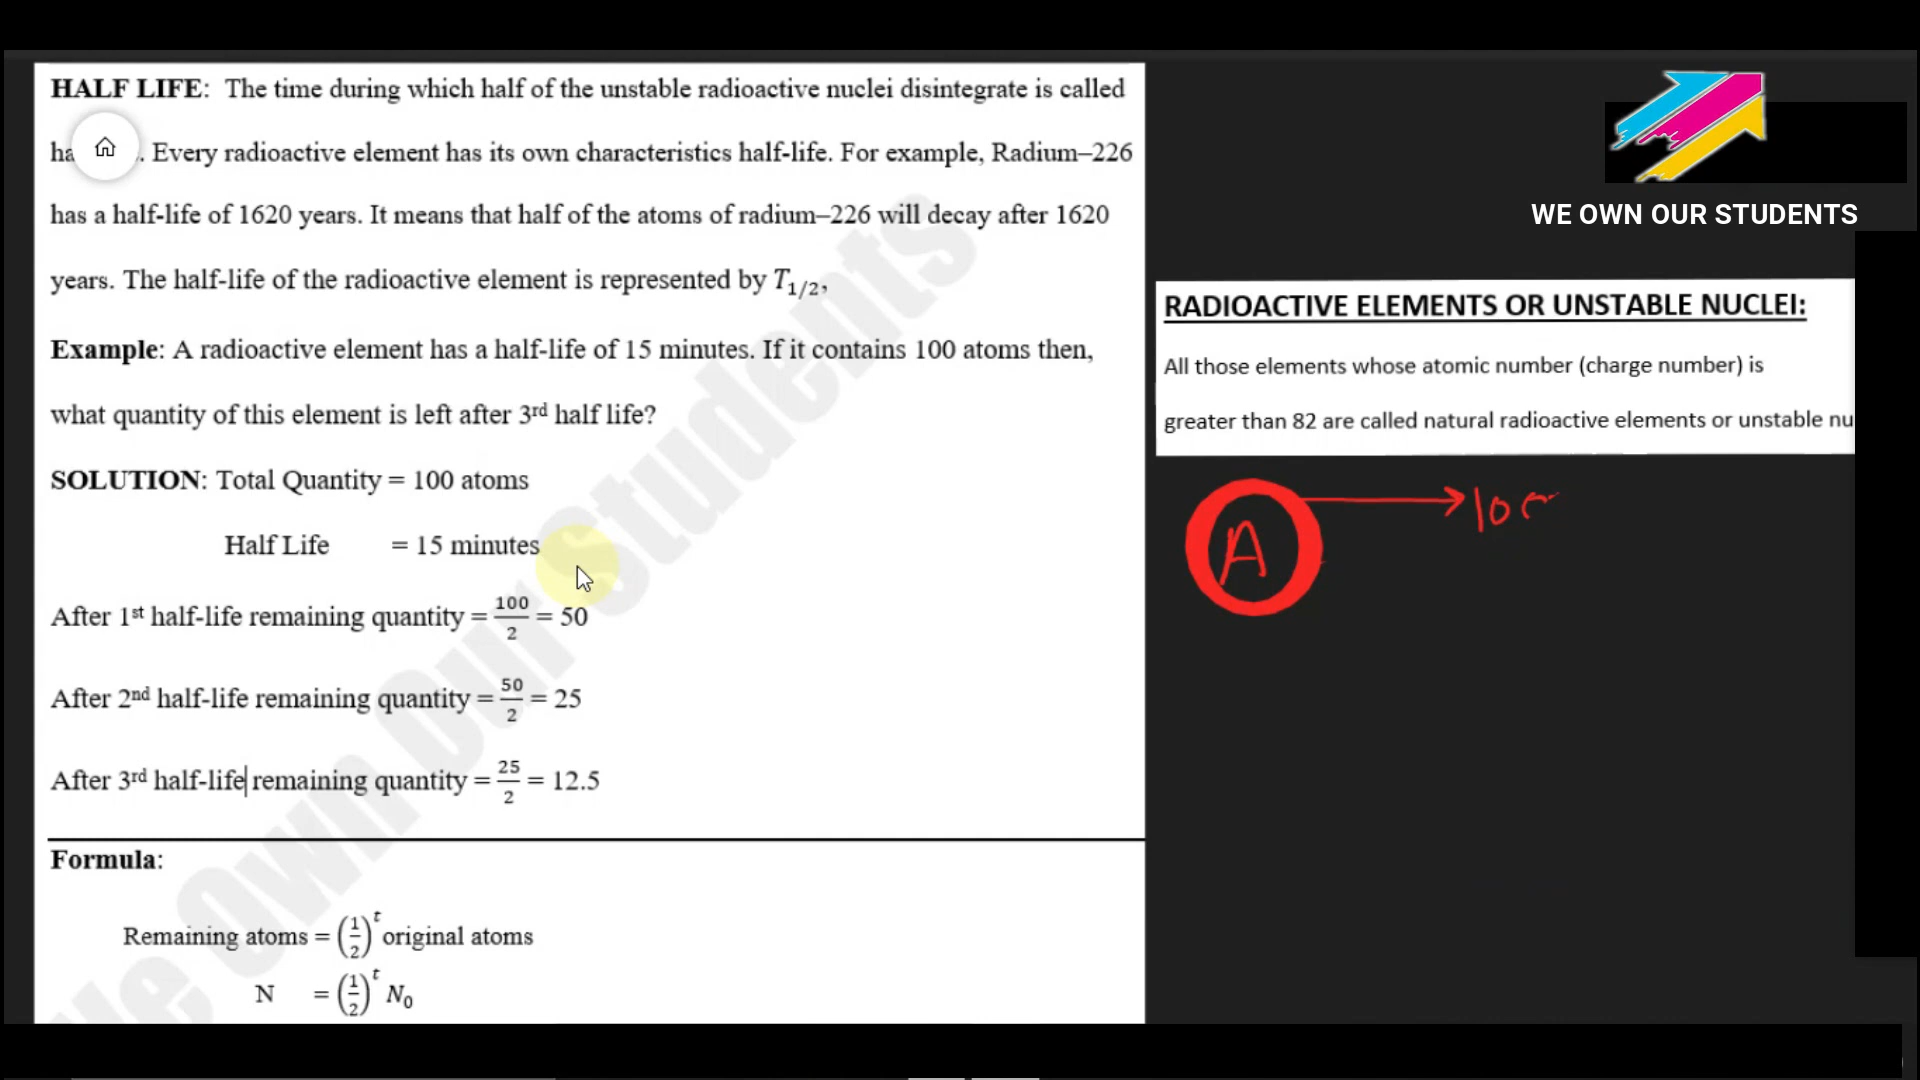 HALF LIFE: The time during which half of the unstable radioactive nuclei disintegrate is called
ha . Every radioactive element has its own characteristics half-life. For example, Radium–226
has a half-life of 1620 years. It means that half of the atoms of radium–226 will decay after 1620
years. The half-life of the radioactive element is represented by T1/2,
Example: A radioactive element has a half-life of 15 minutes. If it contains 100 atoms then,
what quantity of this element is left after 3rd half life?
SOLUTION: Total Quantity = 100 atoms
Half Life = 15 minutes
After 1st half-life remaining quantity = 100/2 = 50
After 2nd half-life remaining quantity = 50/2 = 25
After 3rd half-life remaining quantity = 25/2 = 12.5
Formula:
Remaining atoms = (1/2)^t original atoms
N = (1/2)^t N0
We Own Our Students
WE OWN OUR STUDENTS
RADIOACTIVE ELEMENTS OR UNSTABLE NUCLEI:
All those elements whose atomic number (charge number) is
greater than 82 are called natural radioactive elements or unstable nu
A
10